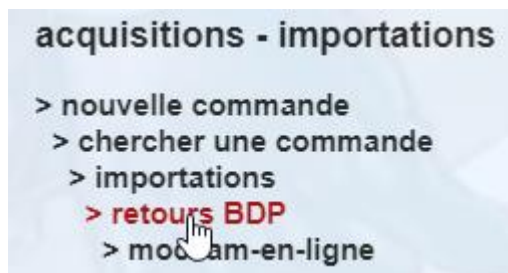 acquisitions - importations
> nouvelle commande
> chercher une commande
> importations
> retours BDP
>